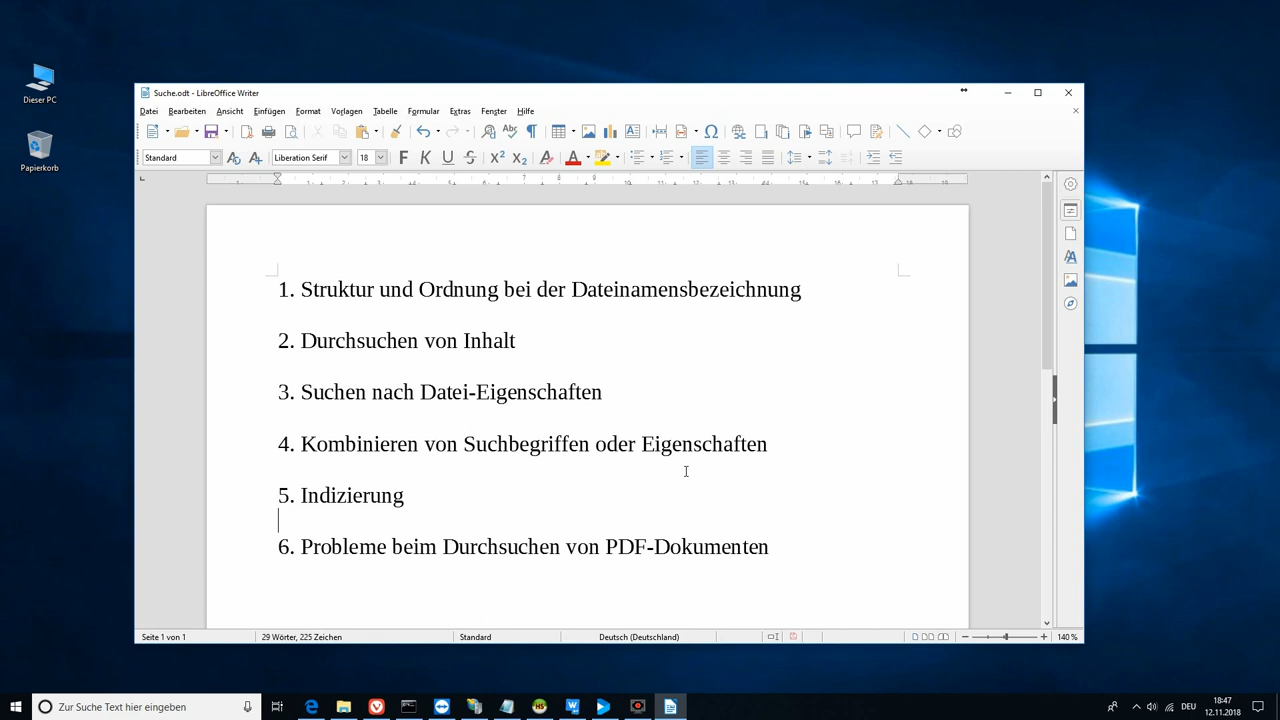 Dieser PC
Papierkorb
Suche.odt - LibreOffice Writer
Datei Bearbeiten Ansicht Einfügen Format Vorlagen Tabelle Formular Extras Fenster Hilfe
Standard Liberation Serif 18
1. Struktur und Ordnung bei der Dateinamensbezeichnung
2. Durchsuchen von Inhalt
3. Suchen nach Datei-Eigenschaften
4. Kombinieren von Suchbegriffen oder Eigenschaften
5. Indizierung
6. Probleme beim Durchsuchen von PDF-Dokumenten
Seite 1 von 1 29 Wörter, 225 Zeichen Standard Deutsch (Deutschland) 140 %
Zur Suche Text hier eingeben DEU 18:47
12.11.2018